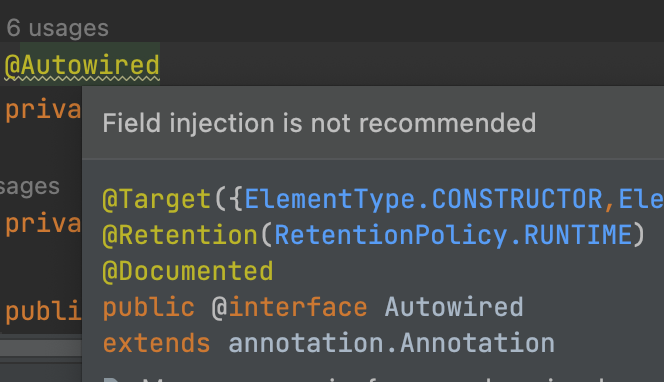 6 usages
@Autowired
priva
Field injection is not recommended
sages
@Target({ElementType.CONSTRUCTOR,Ele
priva
@Retention(RetentionPolicy.RUNTIME)
@Documented
publi
public @interface Autowired
extends annotation.Annotation